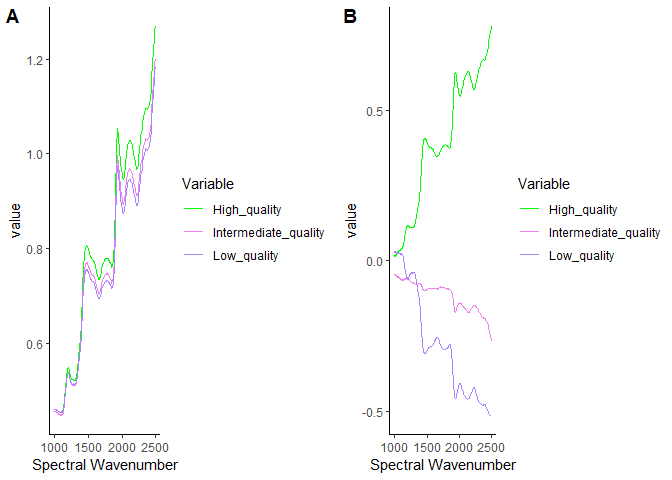 A
value
1.2
1.0
0.8
0.6
1000 1500 2000 2500
Spectral Wavenumber
Variable
High_quality
Intermediate_quality
Low_quality
B
value
0.5
0.0
-0.5
1000 1500 2000 2500
Spectral Wavenumber
Variable
High_quality
Intermediate_quality
Low_quality